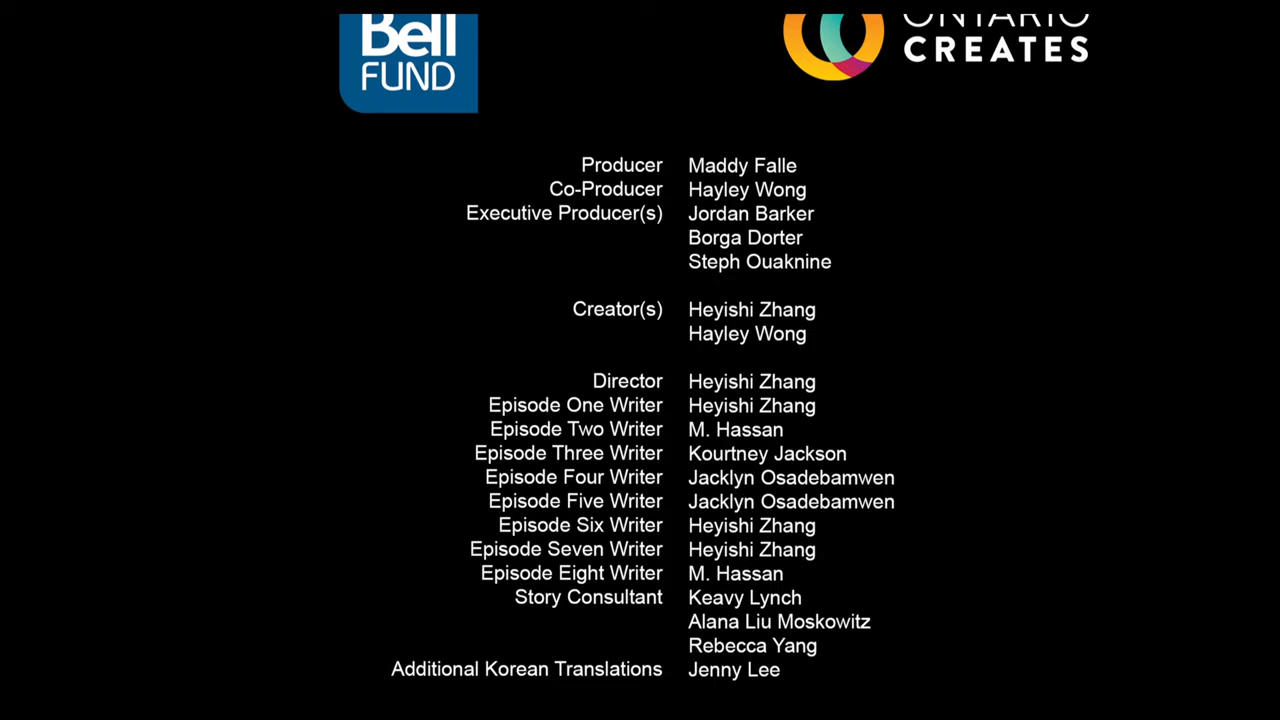 Bell
FUND
ONTARIO
CREATES
Producer Maddy Falle
Co-Producer Hayley Wong
Executive Producer(s) Jordan Barker
Borga Dorter
Steph Ouaknine
Creator(s) Heyishi Zhang
Hayley Wong
Director Heyishi Zhang
Episode One Writer Heyishi Zhang
Episode Two Writer M. Hassan
Episode Three Writer Kourtney Jackson
Episode Four Writer Jacklyn Osadebamwen
Episode Five Writer Jacklyn Osadebamwen
Episode Six Writer Heyishi Zhang
Episode Seven Writer Heyishi Zhang
Episode Eight Writer M. Hassan
Story Consultant Keavy Lynch
Alana Liu Moskowitz
Rebecca Yang
Additional Korean Translations Jenny Lee